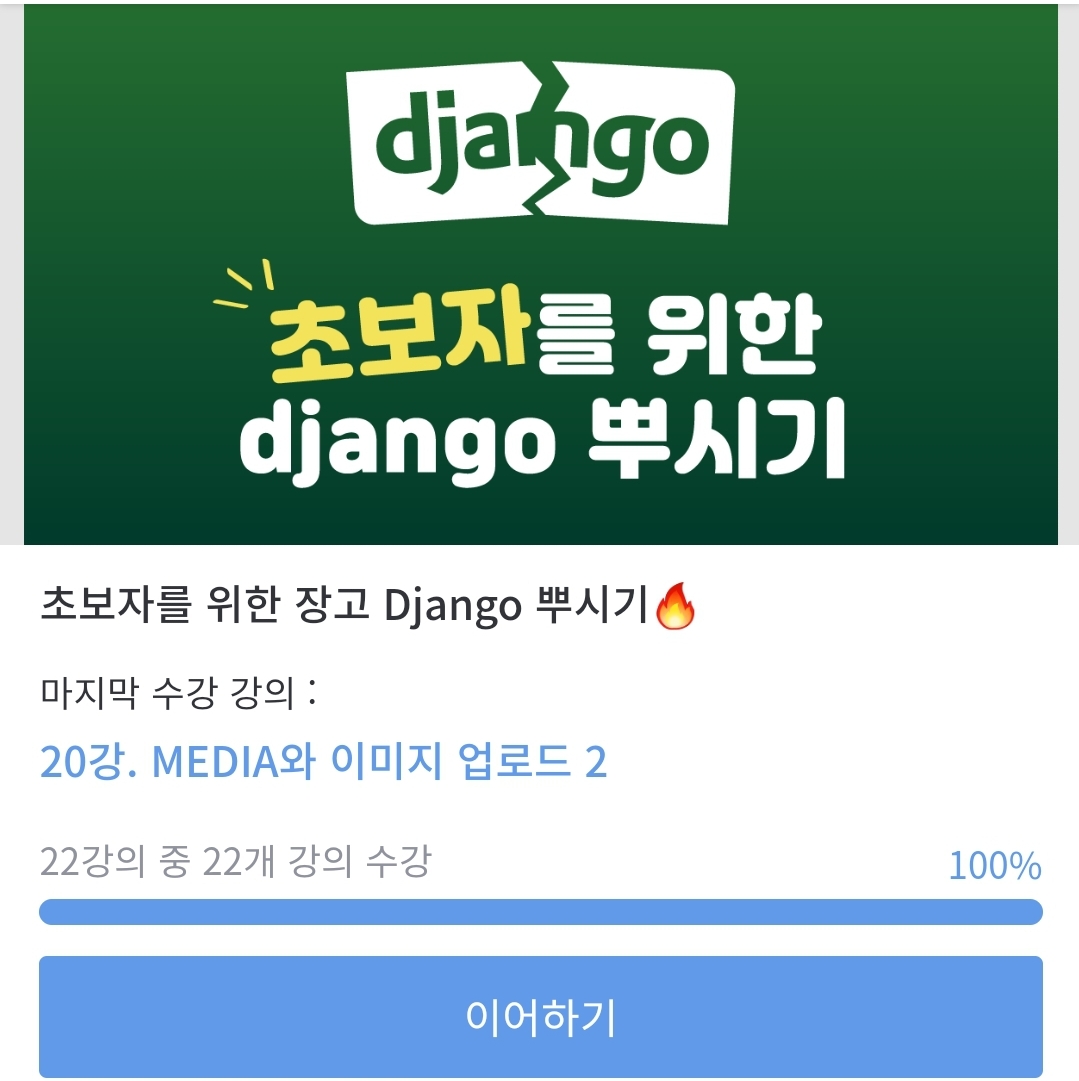 django
초보자를 위한
django 뿌시기
초보자를 위한 장고 Django 뿌시기🔥
마지막 수강 강의 :
20강. MEDIA와 이미지 업로드 2
22강의 중 22개 강의 수강
100%
이어하기